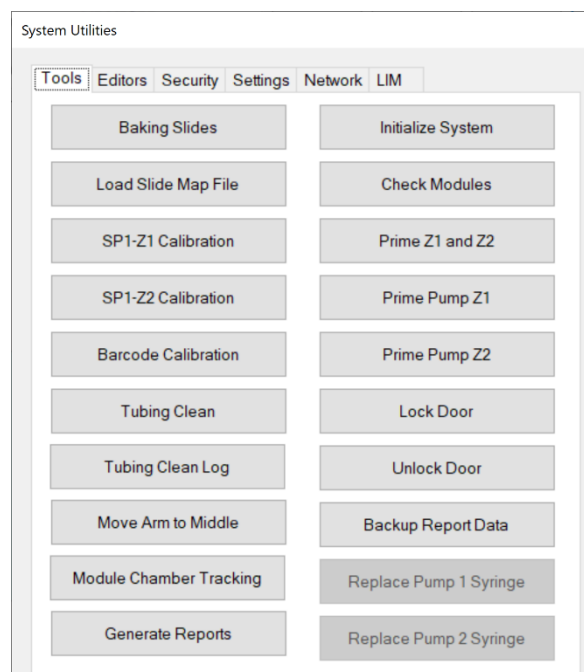 System Utilities
Tools Editors Security Settings Network LIM
Baking Slides
Initialize System
Load Slide Map File
Check Modules
SP1-Z1 Calibration
Prime Z1 and Z2
SP1-Z2 Calibration
Prime Pump Z1
Barcode Calibration
Prime Pump Z2
Tubing Clean
Lock Door
Tubing Clean Log
Unlock Door
Move Arm to Middle
Backup Report Data
Module Chamber Tracking
Replace Pump 1 Syringe
Generate Reports
Replace Pump 2 Syringe